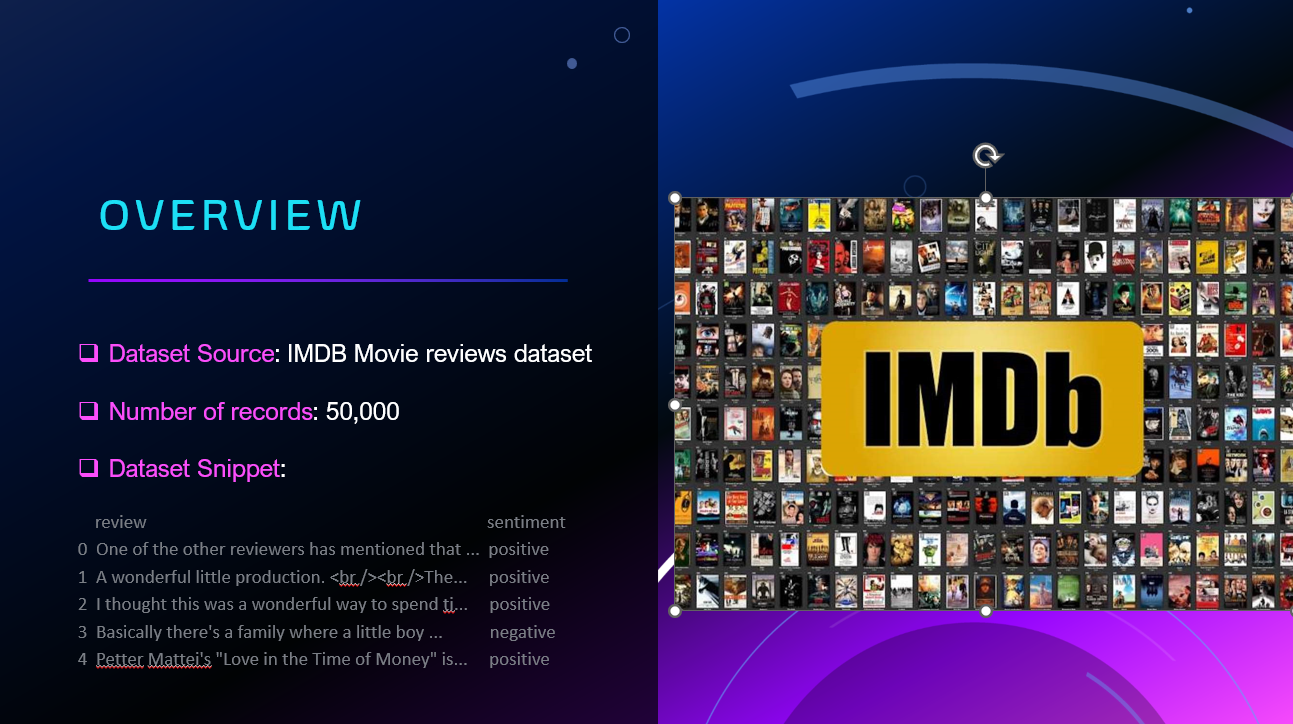 OVERVIEW
Dataset Source: IMDB Movie reviews dataset
Number of records: 50,000
Dataset Snippet:
review sentiment
0 One of the other reviewers has mentioned that ... positive
1 A wonderful little production. <br /><br />The... positive
2 I thought this was a wonderful way to spend ti... positive
3 Basically there's a family where a little boy ... negative
4 Petter Mattei's "Love in the Time of Money" is... positive
IMDb